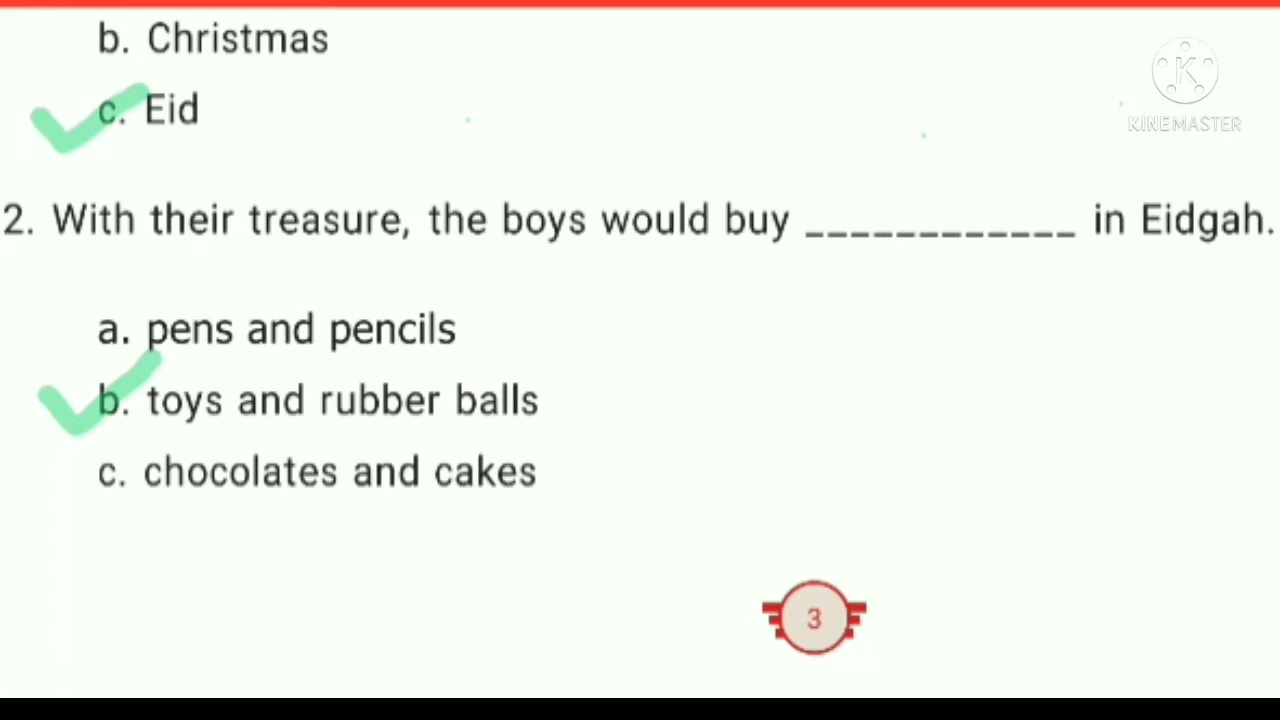 b. Christmas
KINEMASTER
c. Eid
2. With their treasure, the boys would buy ____________ in Eidgah.
a. pens and pencils
b. toys and rubber balls
c. chocolates and cakes
3